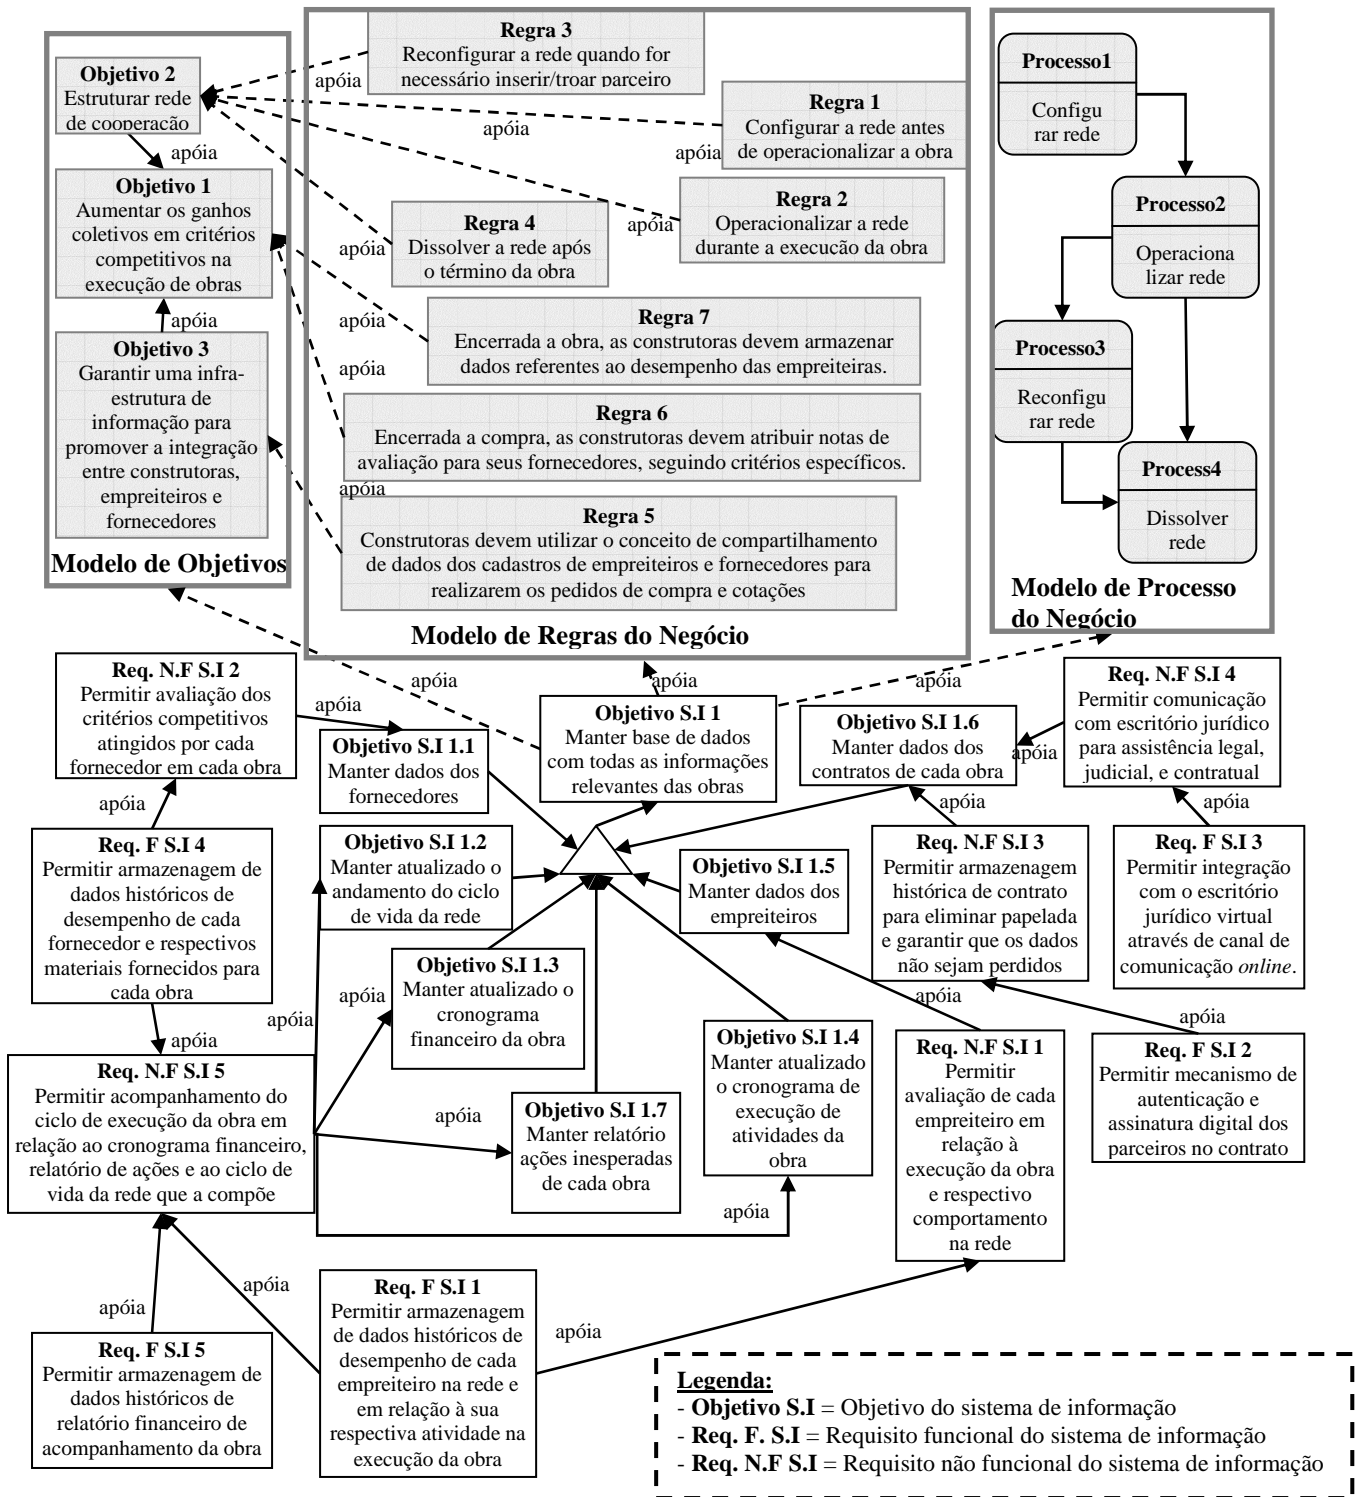 Regra 3
Reconfigurar a rede quando for
necessário inserir/troar parceiro
apóia
Objetivo 2
Estruturar rede
de cooperação
apóia
Regra 1
Configurar a rede antes
de operacionalizar a obra
apóia
apóia
Objetivo 1
Aumentar os ganhos
coletivos em critérios
competitivos na
execução de obras
Regra 2
Operacionalizar a rede
durante a execução da obra
apóia
Regra 4
Dissolver a rede após
o término da obra
apóia
apóia
Objetivo 3
Garantir uma infra-
estrutura de
informação para
promover a integração
entre construtoras,
empreiteiros e
fornecedores
Regra 7
Encerrada a obra, as construtoras devem armazenar
dados referentes ao desempenho das empreiteiras.
apóia
apóia
Regra 6
Encerrada a compra, as construtoras devem atribuir notas de
avaliação para seus fornecedores, seguindo critérios específicos.
apóia
Regra 5
Construtoras devem utilizar o conceito de compartilhamento
de dados dos cadastros de empreiteiros e fornecedores para
realizarem os pedidos de compra e cotações
Modelo de Objetivos
Modelo de Regras do Negócio
Processo1
Configu
rar rede
Processo2
Operaciona
lizar rede
Processo3
Reconfigu
rar rede
Process4
Dissolver
rede
Modelo de Processo
do Negócio
apóia
apóia
apóia
Req. N.F S.I 2
Permitir avaliação dos
critérios competitivos
atingidos por cada
fornecedor em cada obra
apóia
Objetivo S.I 1.1
Manter dados dos
fornecedores
Objetivo S.I 1
Manter base de dados
com todas as informações
relevantes das obras
Objetivo S.I 1.6
Manter dados dos
contratos de cada obra
apóia
Req. N.F S.I 4
Permitir comunicação
com escritório jurídico
para assistência legal,
judicial, e contratual
apóia
apóia
apóia
Req. F S.I 4
Permitir armazenagem de
dados históricos de
desempenho de cada
fornecedor e respectivos
materiais fornecidos para
cada obra
Objetivo S.I 1.2
Manter atualizado o
andamento do ciclo
de vida da rede
Objetivo S.I 1.5
Manter dados dos
empreiteiros
Req. N.F S.I 3
Permitir armazenagem
histórica de contrato
para eliminar papelada
e garantir que os dados
não sejam perdidos
Req. F S.I 3
Permitir integração
com o escritório
jurídico virtual
através de canal de
comunicação online.
Objetivo S.I 1.3
Manter atualizado o
cronograma
financeiro da obra
apóia
apóia
apóia
apóia
apóia
Req. N.F S.I 5
Permitir acompanhamento do
ciclo de execução da obra em
relação ao cronograma financeiro,
relatório de ações e ao ciclo de
vida da rede que a compõe
Objetivo S.I 1.4
Manter atualizado
o cronograma de
execução de
atividades da
obra
Req. N.F S.I 1
Permitir
avaliação de cada
empreiteiro em
relação à
execução da obra
e respectivo
comportamento
na rede
Req. F S.I 2
Permitir mecanismo de
autenticação e
assinatura digital dos
parceiros no contrato
Objetivo S.I 1.7
Manter relatório
ações inesperadas
de cada obra
apóia
apóia
apóia
apóia
apóia
Req. F S.I 1
Permitir armazenagem
de dados históricos de
desempenho de cada
empreiteiro na rede e
em relação à sua
respectiva atividade na
execução da obra
Req. F S.I 5
Permitir armazenagem de
dados históricos de
relatório financeiro de
acompanhamento da obra
Legenda:
- Objetivo S.I = Objetivo do sistema de informação
- Req. F. S.I = Requisito funcional do sistema de informação
- Req. N.F S.I = Requisito não funcional do sistema de informação